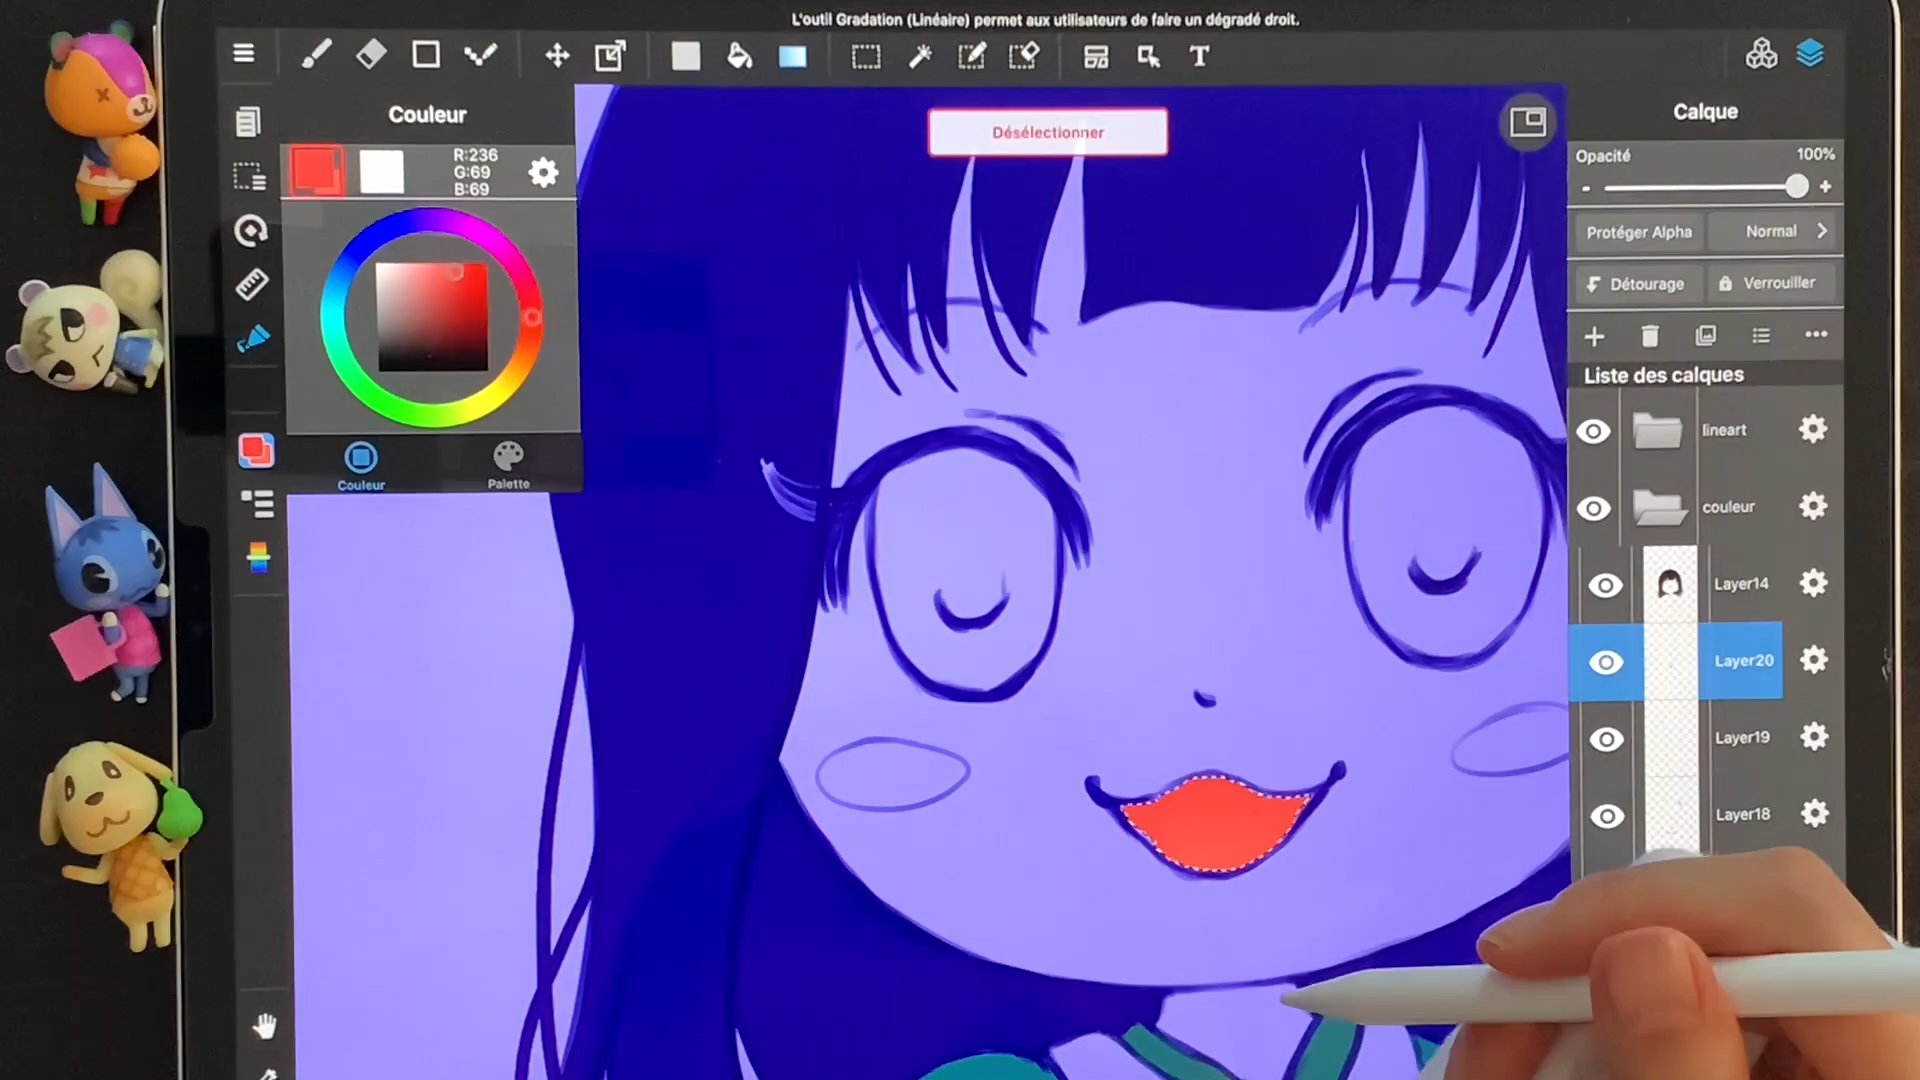 L'outil Gradation (Linéaire) permet aux utilisateurs de faire un dégradé droit.
T
Couleur
R:236
G:69
B:69
Couleur
Palette
Désélectionner
Calque
Opacité 100%
- +
Protéger Alpha Normal
Détourage Verrouiller
Liste des calques
lineart
couleur
Layer14
Layer20
Layer19
Layer18